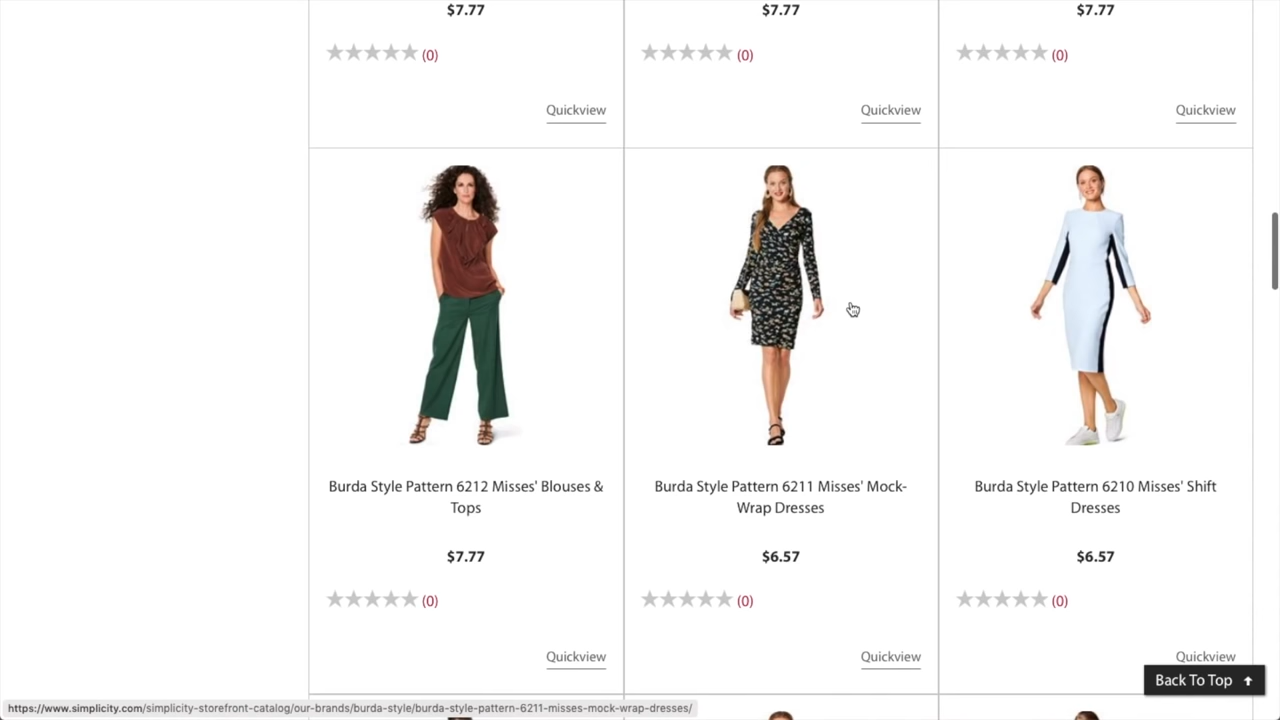 $7.77 $7.77 $7.77
(0) (0) (0)
Quickview Quickview Quickview
Burda Style Pattern 6212 Misses' Blouses &
Tops
Burda Style Pattern 6211 Misses' Mock-
Wrap Dresses
Burda Style Pattern 6210 Misses' Shift
Dresses
$7.77 $6.57 $6.57
(0) (0) (0)
Quickview Quickview Quickview
Back To Top
https://www.simplicity.com/simplicity-storefront-catalog/our-brands/burda-style/burda-style-pattern-6211-misses-mock-wrap-dresses/